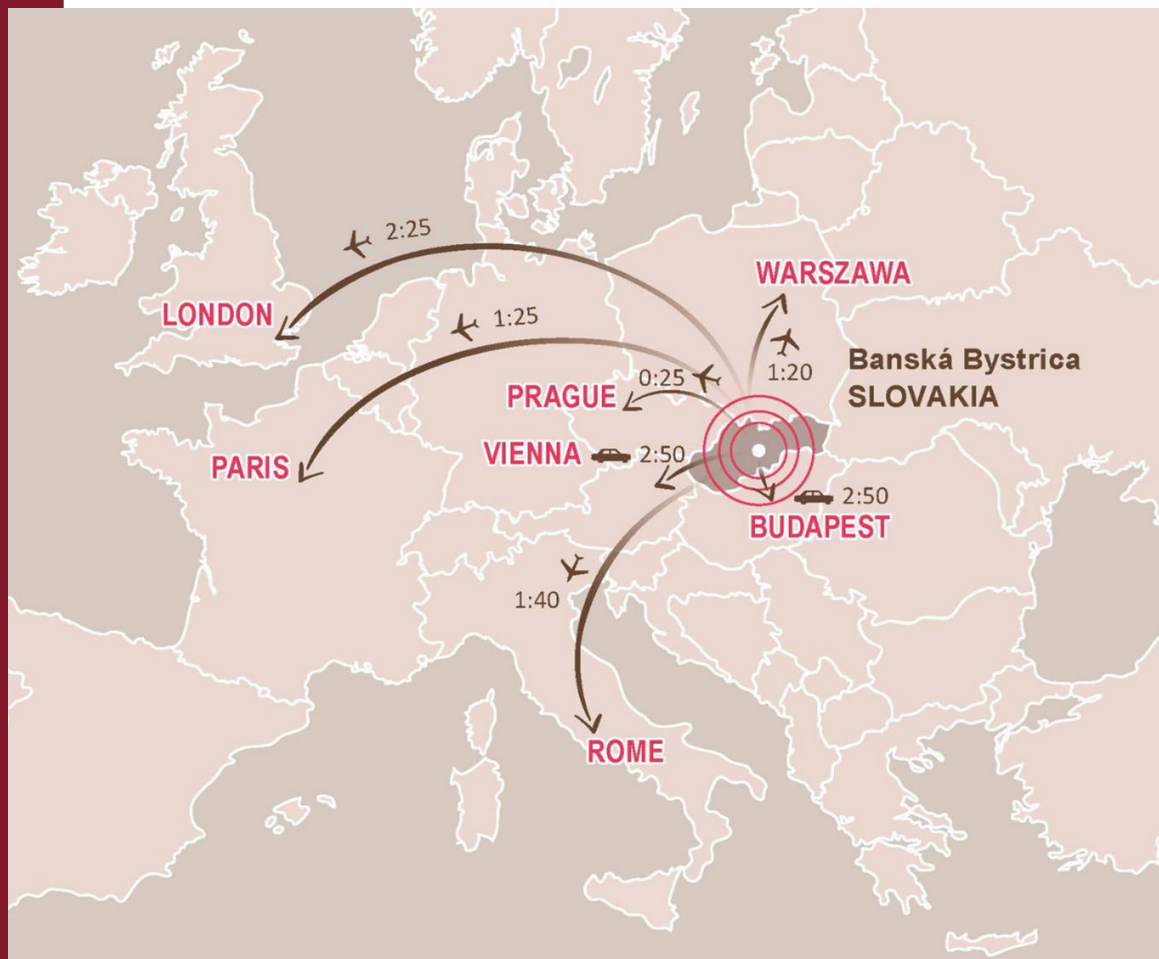 2:25
WARSZAWA
LONDON
1:25
Banská Bystrica
SLOVAKIA
1:20
0:25
PRAGUE
VIENNA 2:50
PARIS
2:50
BUDAPEST
1:40
ROME